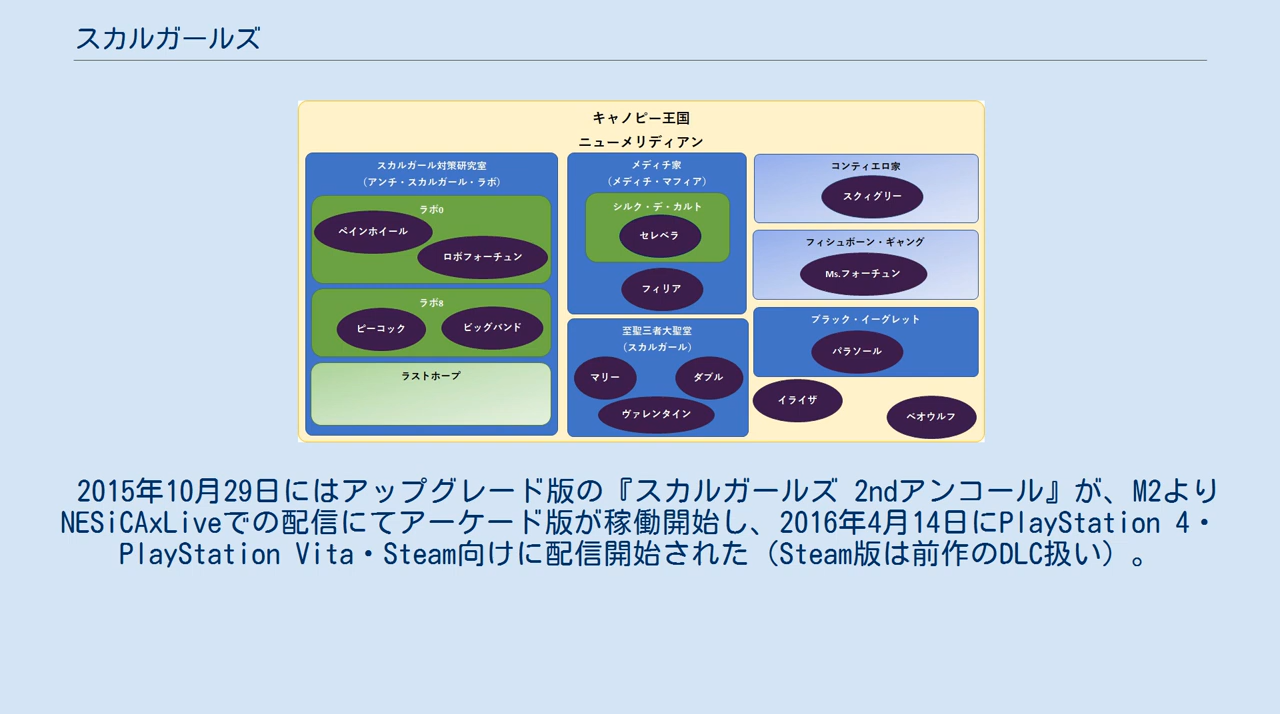 スカルガールズ
キャノピー王国
ニューメリディアン
スカルガール対策研究室
（アンチ・スカルガール・ラボ）
ラボ0
ペインホイール
ロボフォーチュン
ラボ8
ピーコック
ビッグバンド
ラストホープ
メディチ家
（メディチ・マフィア）
シルク・デ・カルト
セレベラ
フィリア
至聖三者大聖堂
（スカルガール）
マリー
ダブル
ヴァレンタイン
コンティエロ家
スクィグリー
フィシュボーン・ギャング
Ms.フォーチュン
ブラック・イーグレット
パラソール
イライザ
ベオウルフ
2015年10月29日にはアップグレード版の『スカルガールズ 2ndアンコール』が、M2より
NESiCAxLiveでの配信にてアーケード版が稼働開始し、2016年4月14日にPlayStation 4・
PlayStation Vita・Steam向けに配信開始された（Steam版は前作のDLC扱い）。